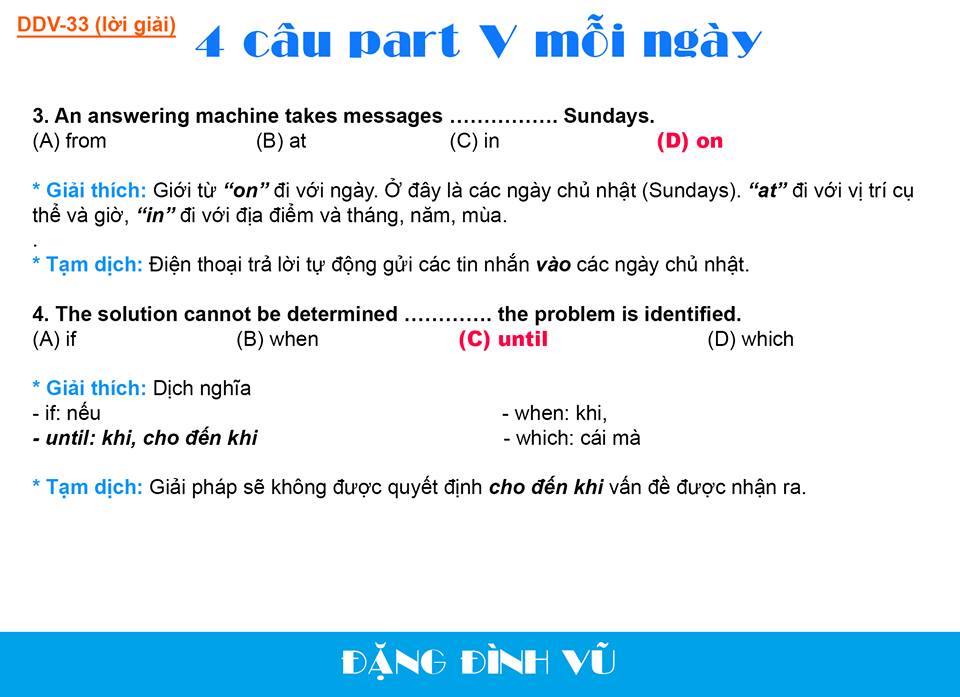 DDV-33 (lời giải)
4 câu part V mỗi ngày
3. An answering machine takes messages ……………. Sundays.
(A) from (B) at (C) in (D) on
* Giải thích: Giới từ “on” đi với ngày. Ở đây là các ngày chủ nhật (Sundays). “at” đi với vị trí cụ
thể và giờ, “in” đi với địa điểm và tháng, năm, mùa.
.
* Tạm dịch: Điện thoại trả lời tự động gửi các tin nhắn vào các ngày chủ nhật.
4. The solution cannot be determined …………. the problem is identified.
(A) if (B) when (C) until (D) which
* Giải thích: Dịch nghĩa
- if: nếu - when: khi,
- until: khi, cho đến khi - which: cái mà
* Tạm dịch: Giải pháp sẽ không được quyết định cho đến khi vấn đề được nhận ra.
ĐẶNG ĐÌNH VŨ